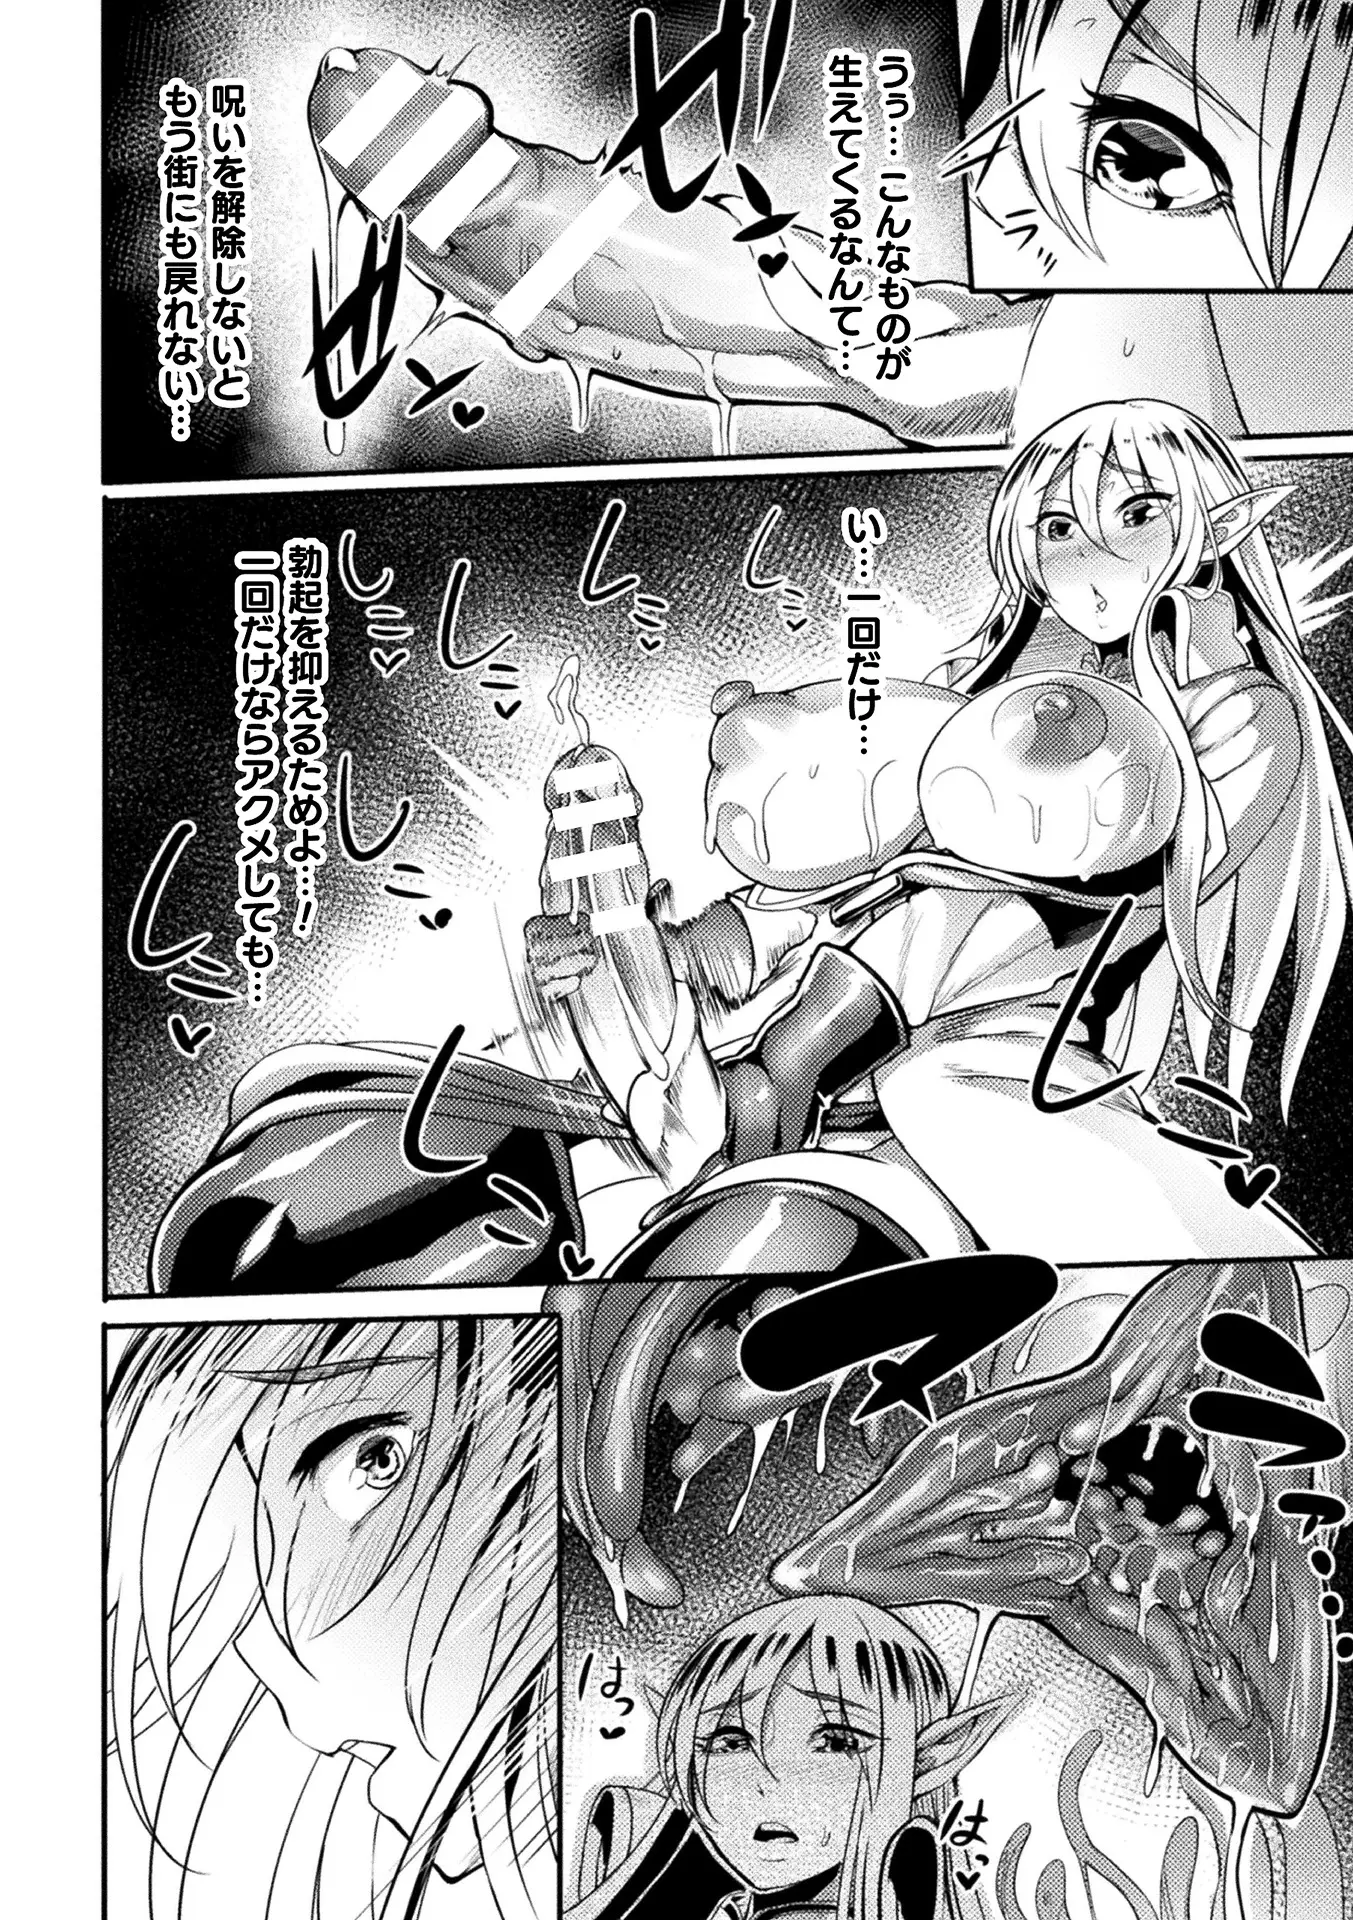 うぅ…こんなものが
生えてくるなんて…
呪いを解除しないと
もう街にも戻れない…
い…一回だけ…
勃起を抑えるためよ…！
一回だけならアクメしても…
しこ
しこ
しこ
しこ
しこ
しこ
しこ
はっ
はっ